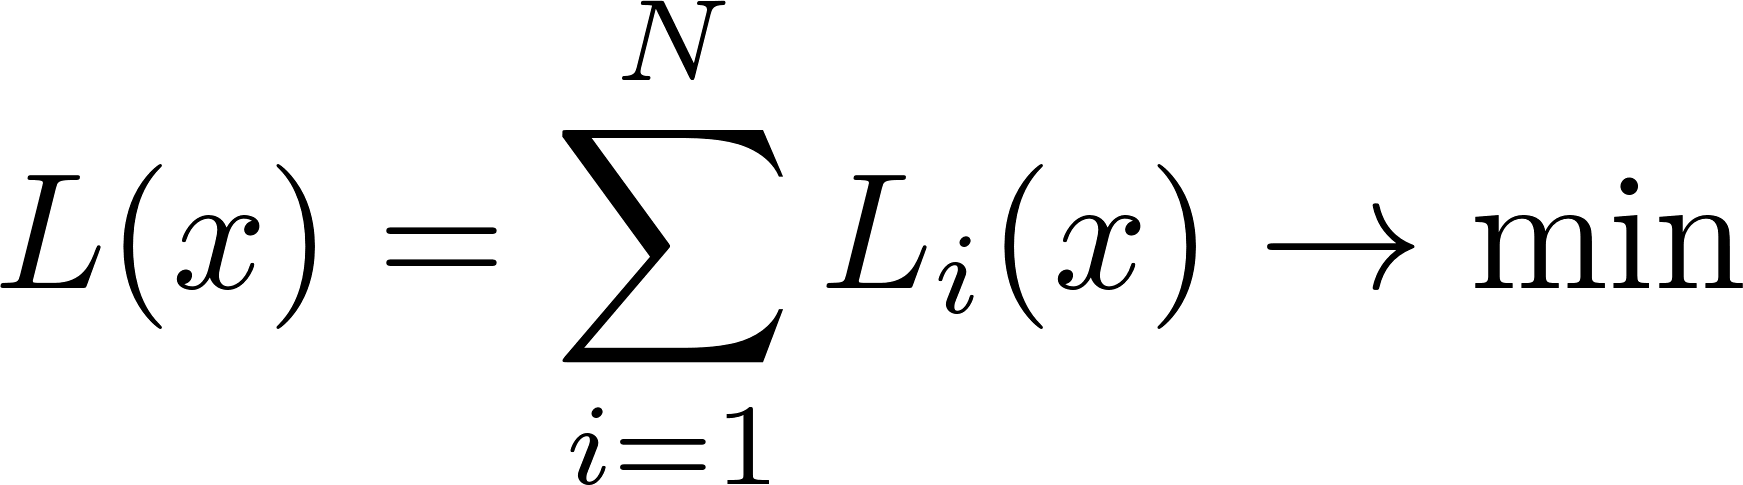 L(x) = \sum_{i=1}^{N} L_i(x) \to \min